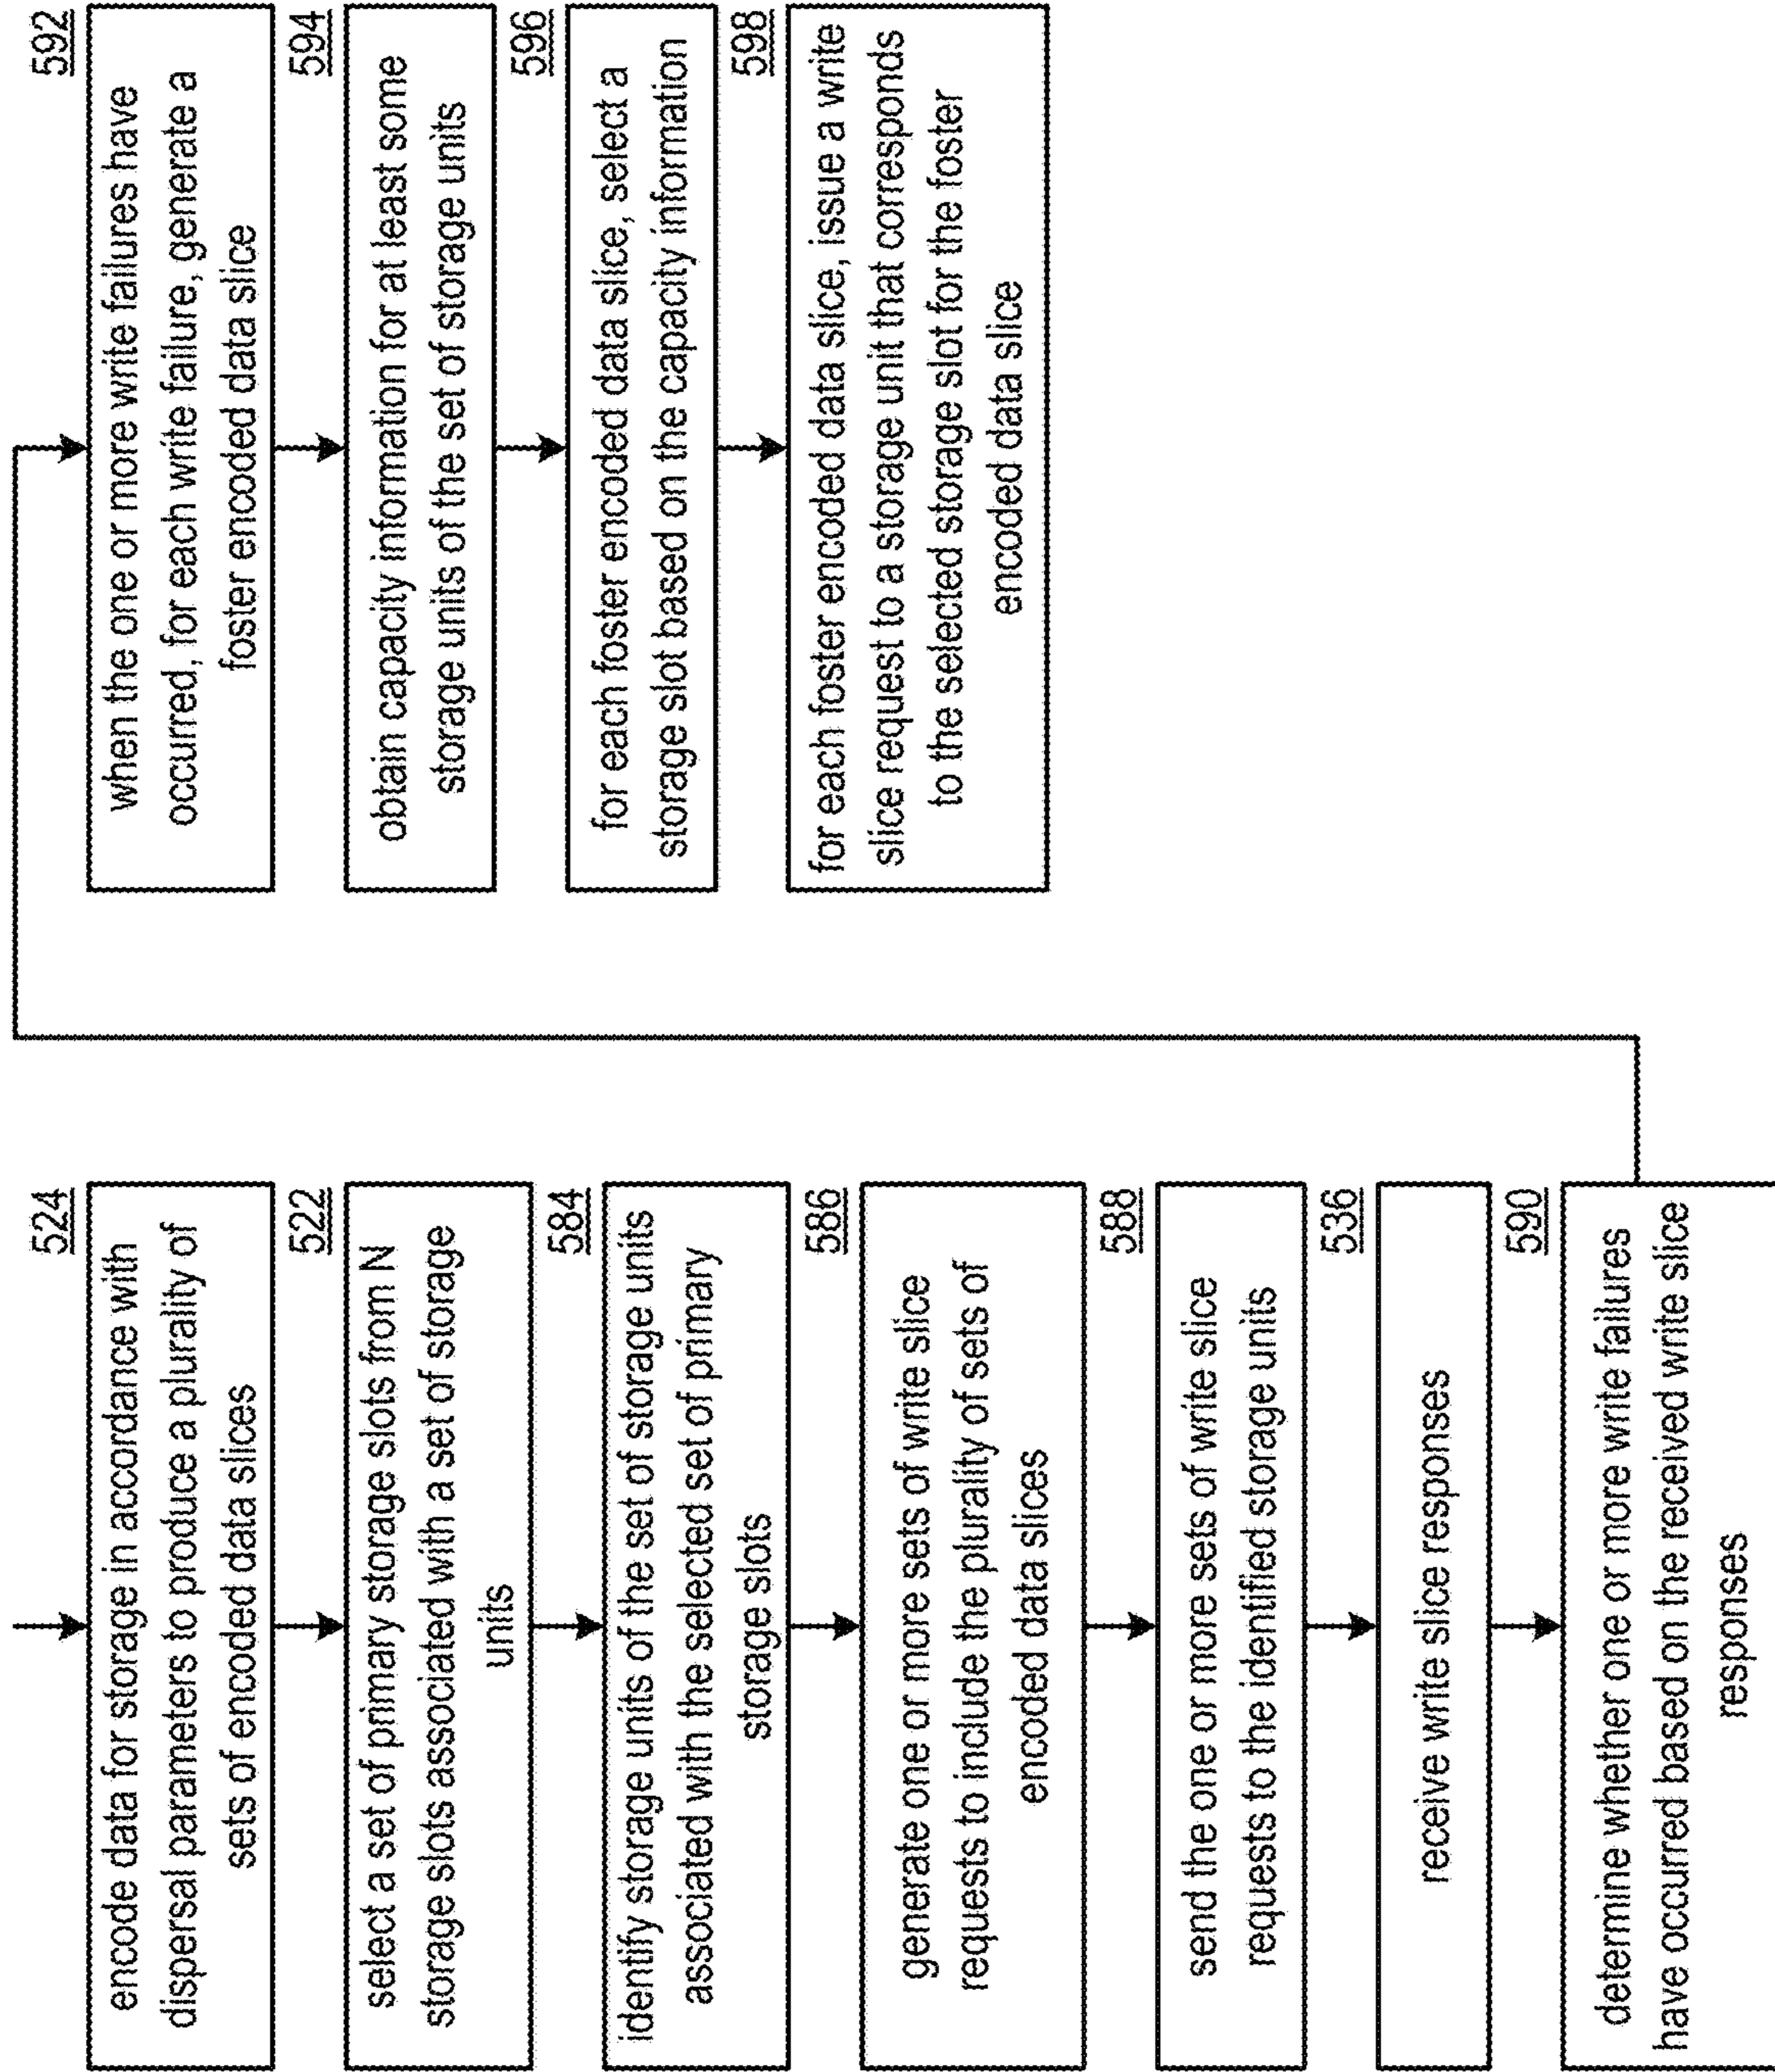 524
encode data for storage in accordance with
dispersal parameters to produce a plurality of
sets of encoded data slices
522
select a set of primary storage slots from N
storage slots associated with a set of storage
units
584
identify storage units of the set of storage units
associated with the selected set of primary
storage slots
586
generate one or more sets of write slice
requests to include the plurality of sets of
encoded data slices
588
send the one or more sets of write slice
requests to the identified storage units
536
receive write slice responses
590
determine whether one or more write failures
have occurred based on the received write slice
responses
592
when the one or more write failures have
occurred, for each write failure, generate a
foster encoded data slice
594
obtain capacity information for at least some
storage units of the set of storage units
596
for each foster encoded data slice, select a
storage slot based on the capacity information
598
for each foster encoded data slice, issue a write
slice request to a storage unit that corresponds
to the selected storage slot for the foster
encoded data slice